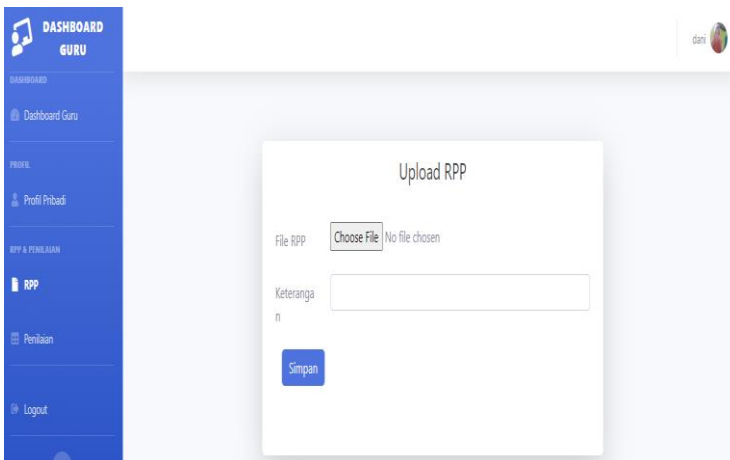 DASHBOARD
GURU
dani
DASHBOARD
Dashboard Guru
PROFIL
Profil Pribadi
RPP & PENILAIAN
RPP
Penilaian
Logout
Upload RPP
File RPP Choose File No file chosen
Keteranga
n
Simpan